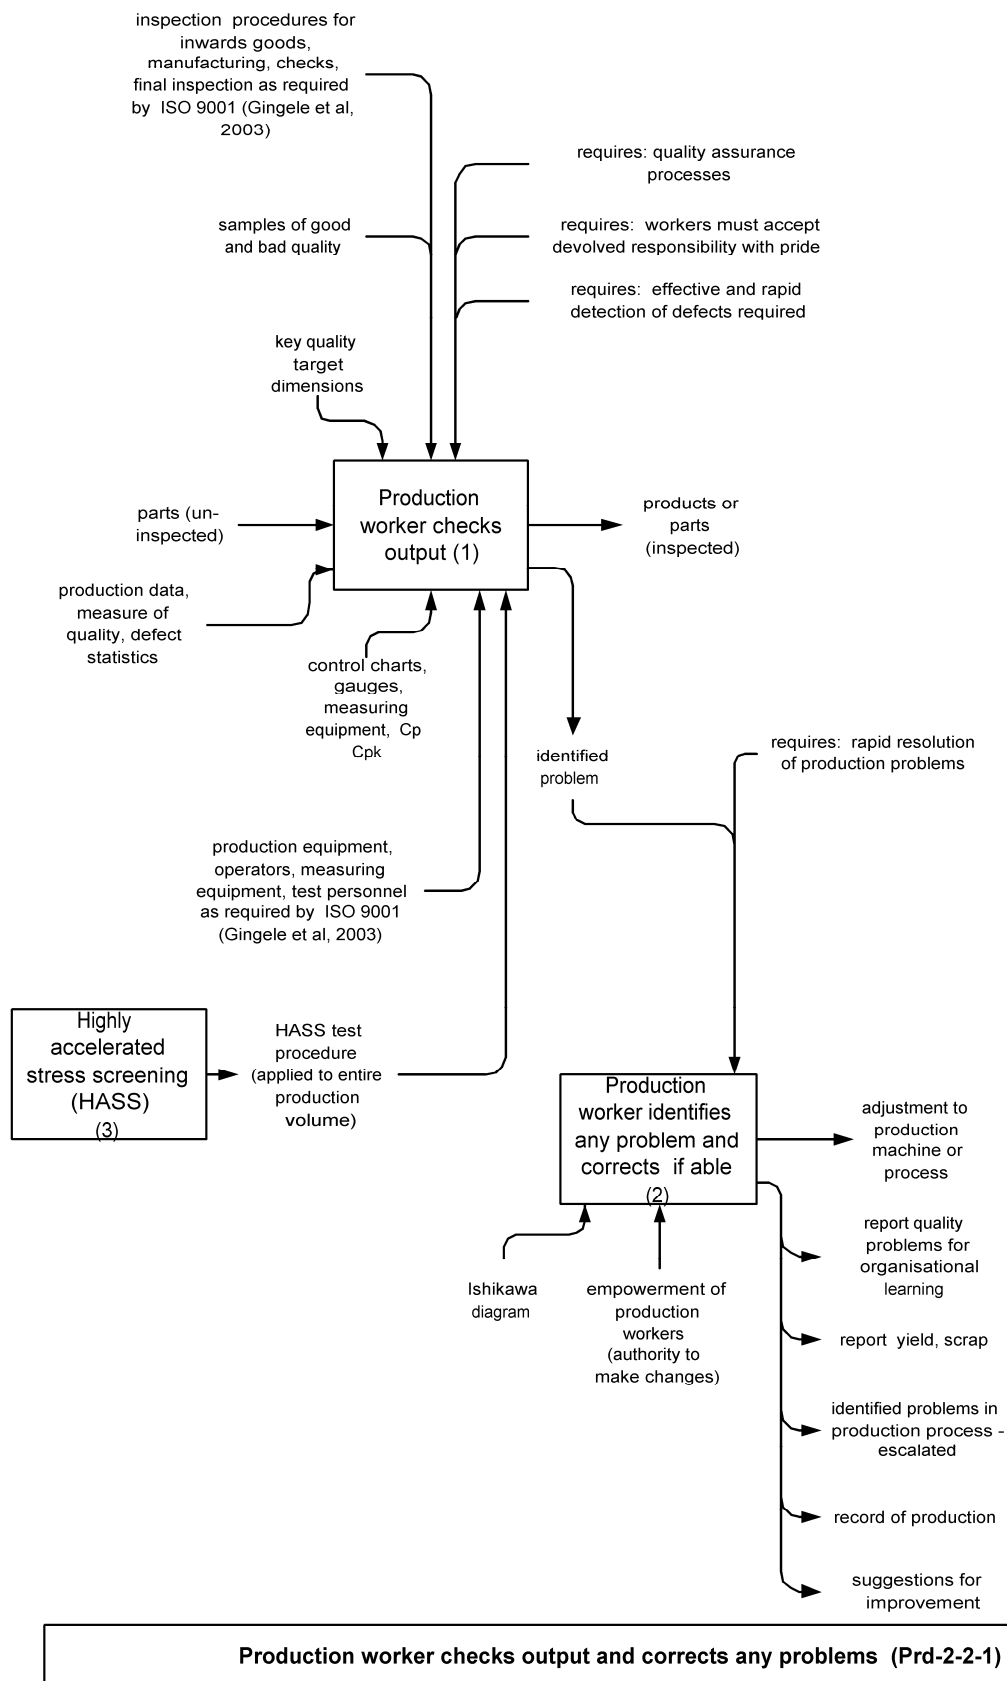 inspection procedures for
inwards goods,
manufacturing, checks,
final inspection as required
by ISO 9001 (Gingele et al,
2003)
requires: quality assurance
processes
samples of good
and bad quality
requires: workers must accept
devolved responsibility with pride
requires: effective and rapid
detection of defects required
key quality
target
dimensions
Production
worker checks
output (1)
parts (un-
inspected)
products or
parts
(inspected)
production data,
measure of
quality, defect
statistics
control charts,
gauges,
measuring
equipment, Cp
Cpk
identified
problem
requires: rapid resolution
of production problems
production equipment,
operators, measuring
equipment, test personnel
as required by ISO 9001
(Gingele et al, 2003)
Highly
accelerated
stress screening
(HASS)
(3)
HASS test
procedure
(applied to entire
production
volume)
Production
worker identifies
any problem and
corrects if able
(2)
adjustment to
production
machine or
process
report quality
problems for
organisational
learning
Ishikawa
diagram
empowerment of
production
workers
(authority to
make changes)
report yield, scrap
identified problems in
production process -
escalated
record of production
suggestions for
improvement
Production worker checks output and corrects any problems (Prd-2-2-1)